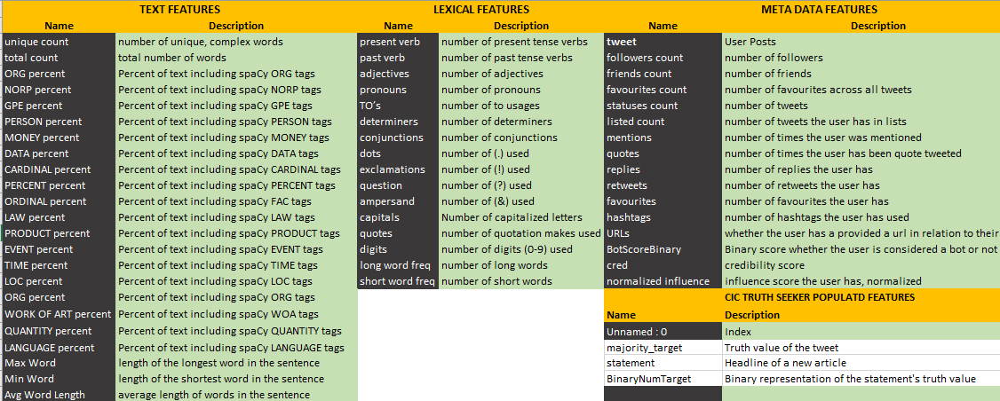 TEXT FEATURES
Name Description
unique count number of unique, complex words
total count total number of words
ORG percent Percent of text including spaCy ORG tags
NORP percent Percent of text including spaCy NORP tags
GPE percent Percent of text including spaCy GPE tags
PERSON percent Percent of text including spaCy PERSON tags
MONEY percent Percent of text including spaCy MONEY tags
DATA percent Percent of text including spaCy DATA tags
CARDINAL percent Percent of text including spaCy CARDINAL tags
PERCENT percent Percent of text including spaCy PERCENT tags
ORDINAL percent Percent of text including spaCy FAC tags
LAW percent Percent of text including spaCy LAW tags
PRODUCT percent Percent of text including spaCy PRODUCT tags
EVENT percent Percent of text including spaCy EVENT tags
TIME percent Percent of text including spaCy TIME tags
LOC percent Percent of text including spaCy LOC tags
ORG percent Percent of text including spaCy ORG tags
WORK OF ART percent Percent of text including spaCy WOA tags
QUANTITY percent Percent of text including spaCy QUANTITY tags
LANGUAGE percent Percent of text including spaCy LANGUAGE tags
Max Word length of the longest word in the sentence
Min Word length of the shortest word in the sentence
Avg Word Length average length of words in the sentence
LEXICAL FEATURES
Name Description
present verb number of present tense verbs
past verb number of past tense verbs
adjectives number of adjectives
pronouns number of pronouns
TO's number of to usages
determiners number of determiners
conjunctions number of conjunctions
dots number of (.) used
exclamations number of (!) used
question number of (?) used
ampersand number of (&) used
capitals Number of capitalized letters
quotes number of quotation makes used
digits number of digits (0-9) used
long word freq number of long words
short word freq number of short words
META DATA FEATURES
Name Description
tweet User Posts
followers count number of followers
friends count number of friends
favourites count number of favourites across all tweets
statuses count number of tweets
listed count number of tweets the user has in lists
mentions number of times the user was mentioned
quotes number of times the user has been quote tweeted
replies number of replies the user has
retweets number of retweets the user has
favourites number of favourites the user has
hashtags number of hashtags the user has used
URLs whether the user has a provided a url in relation to their
BotScoreBinary Binary score whether the user is considered a bot or not
cred credibility score
normalized influence influence score the user has, normalized
CIC TRUTH SEEKER POPULATD FEATURES
Name Description
Unnamed : 0 Index
majority_target Truth value of the tweet
statement Headline of a new article
BinaryNumTarget Binary representation of the statement's truth value